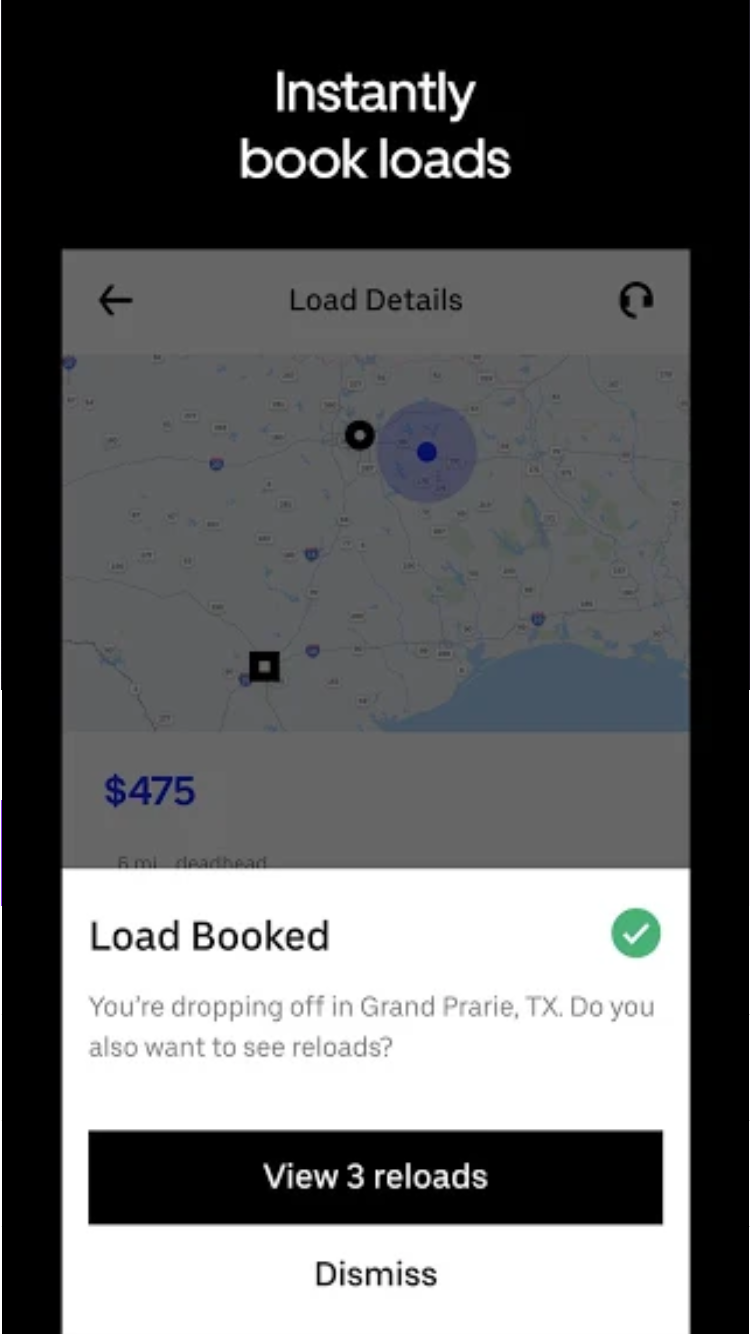 Instantly
book loads
Load Details
$475
6 mi deadhead
Load Booked
You're dropping off in Grand Prarie, TX. Do you
also want to see reloads?
View 3 reloads
Dismiss